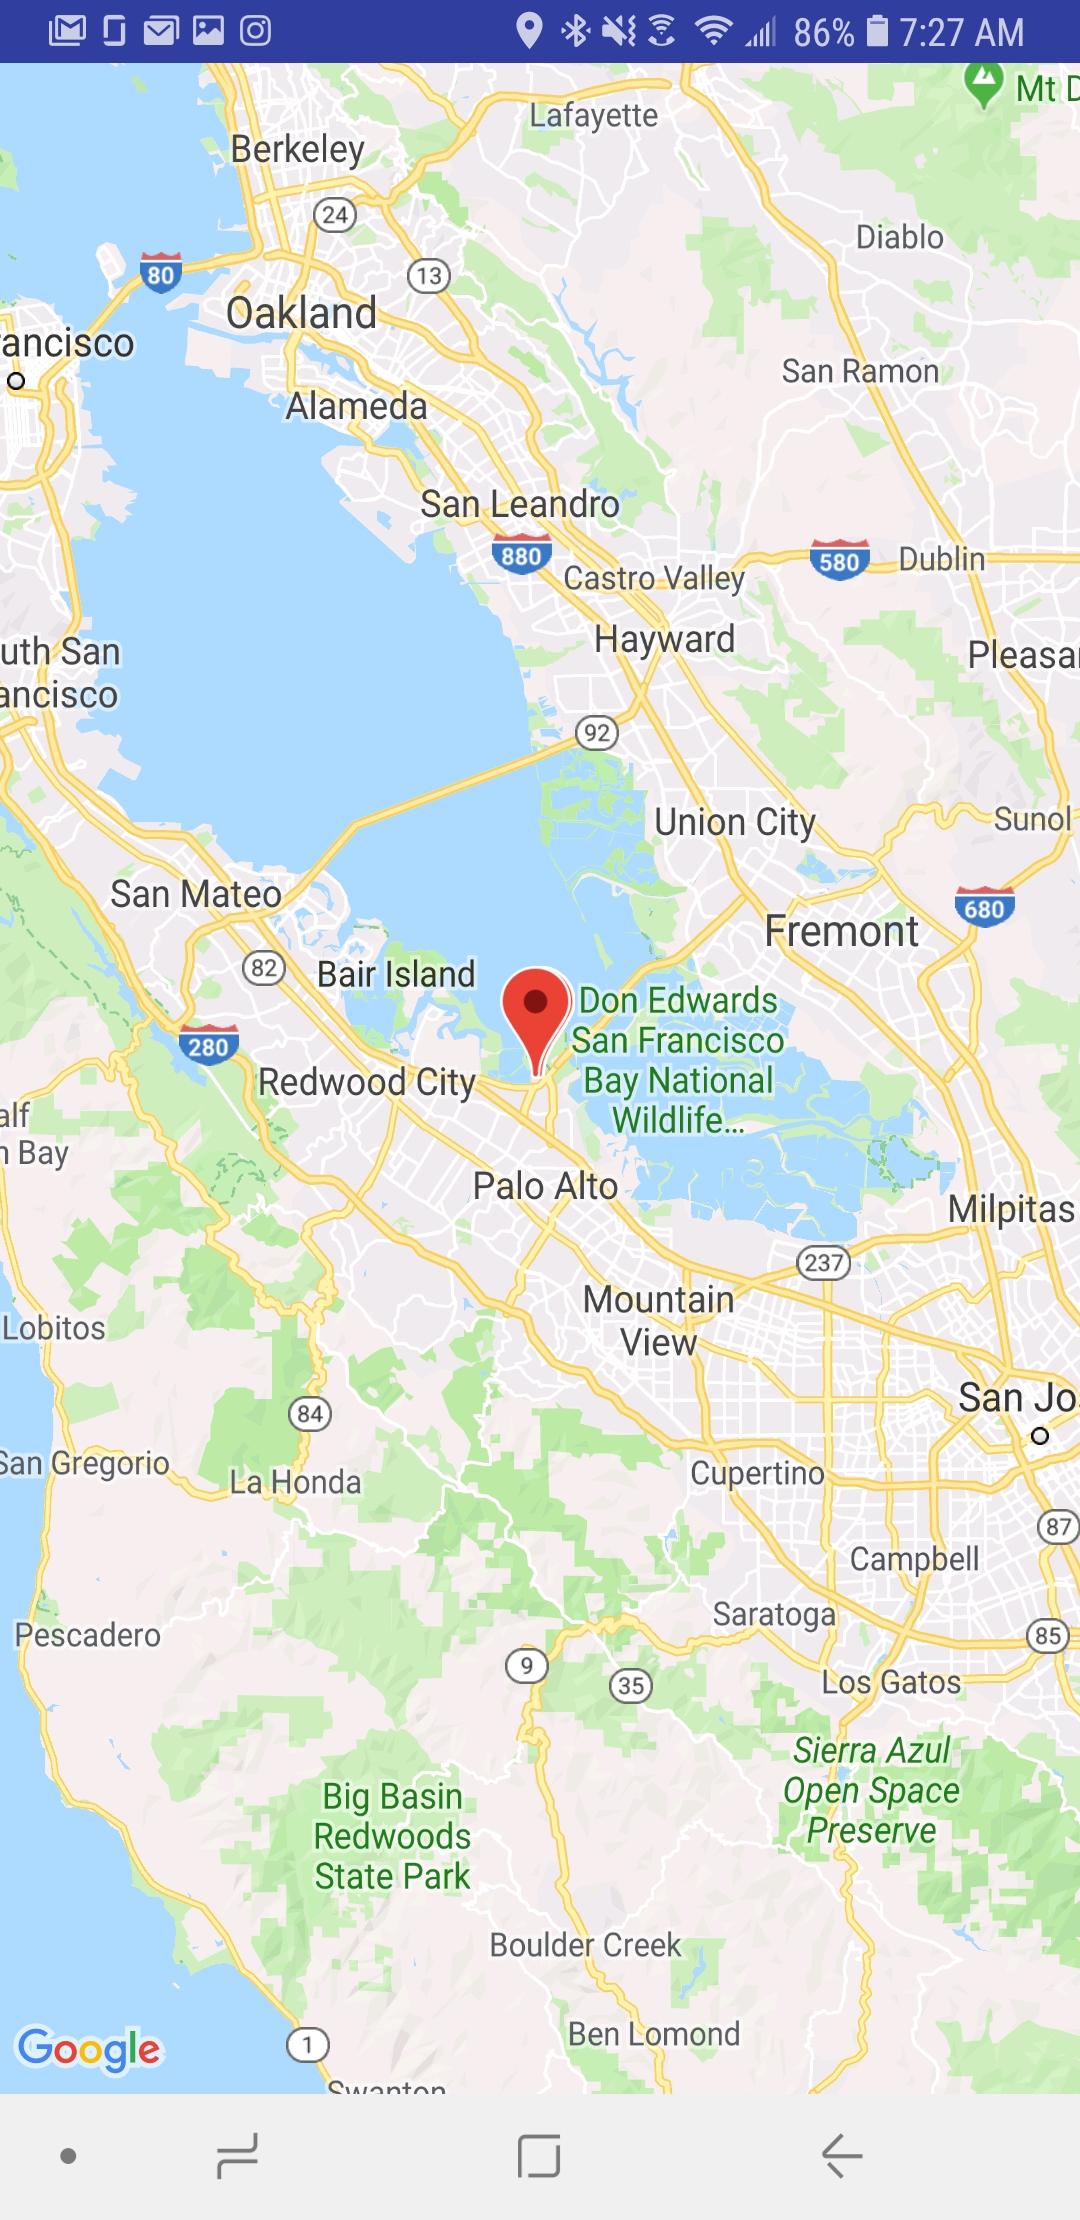 86% 7:27 AM
Lafayette
Mt D
Berkeley
24
Diablo
13
80
Oakland
ancisco
San Ramon
Alameda
San Leandro
880
580
Dublin
Castro Valley
Hayward
uth San
ancisco
Pleasa
92
Union City
Sunol
San Mateo
680
Fremont
82
Bair Island
Don Edwards
San Francisco
Bay National
Wildlife...
280
Redwood City
alf
n Bay
Palo Alto
Milpitas
237
Mountain
View
Lobitos
San Jo
84
San Gregorio
La Honda
Cupertino
87
Campbell
Saratoga
Pescadero
85
9
35
Los Gatos
Sierra Azul
Open Space
Preserve
Big Basin
Redwoods
State Park
Boulder Creek
Ben Lomond
Google
1
Swanton